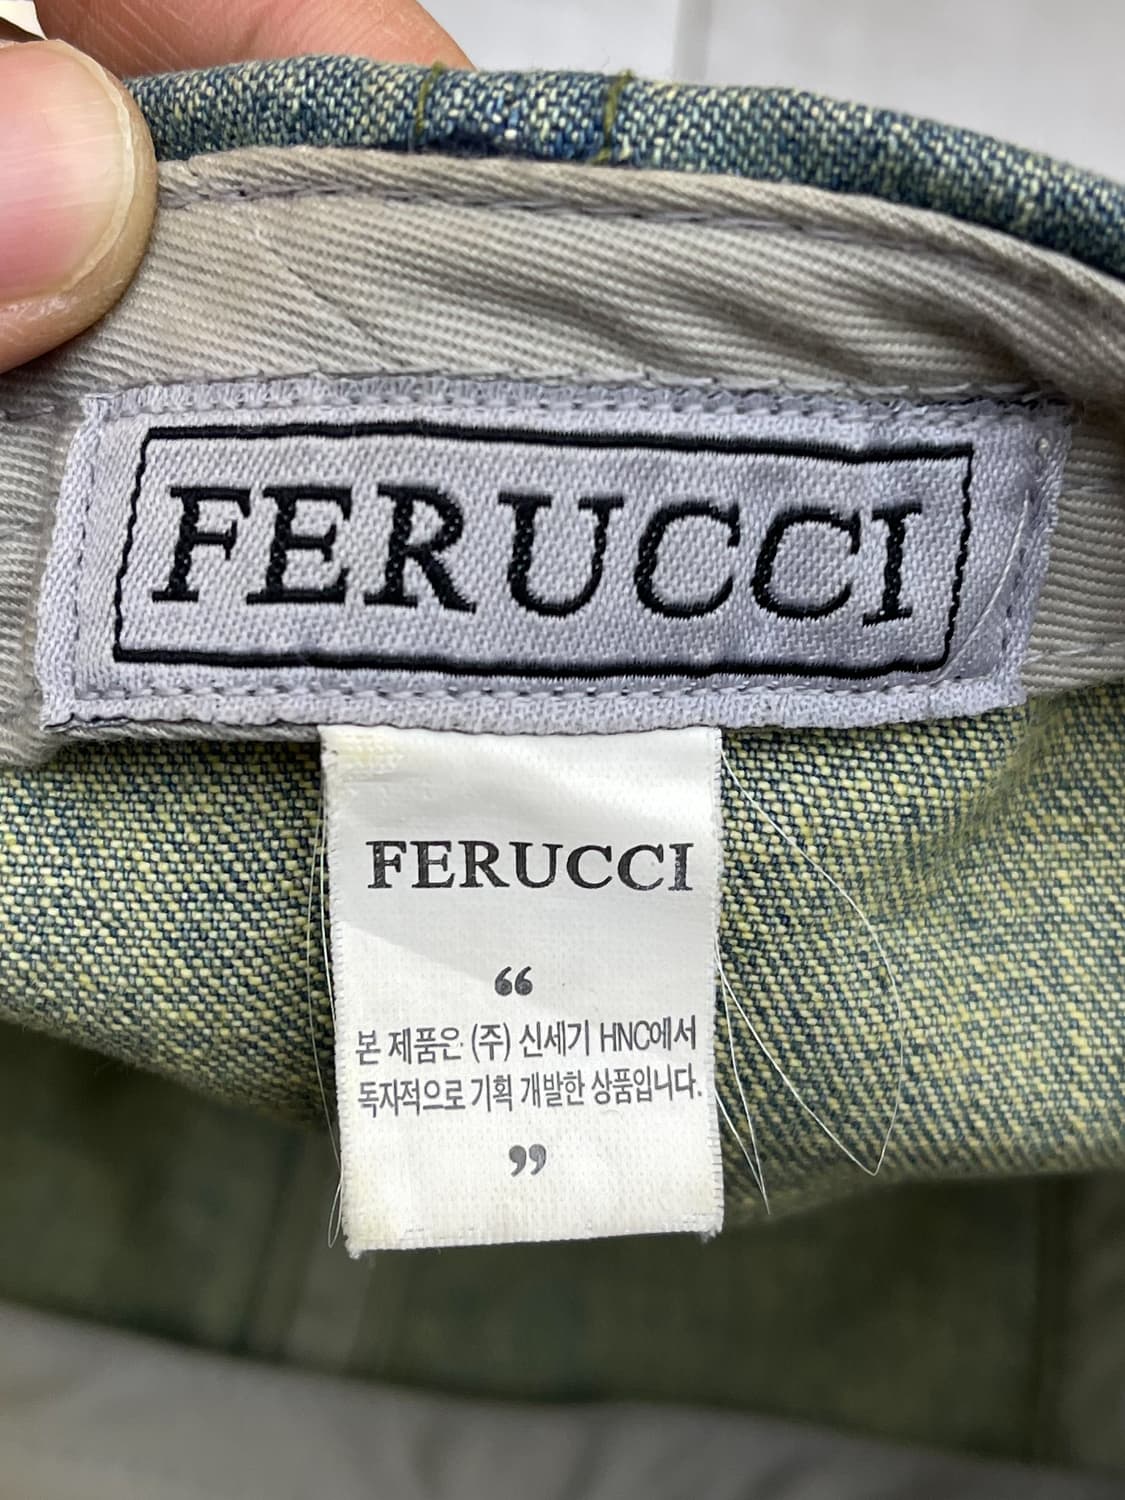 FERUCCI
FERUCCI
“
본 제품은 (주) 신세기 HNC에서
독자적으로 기획 개발한 상품입니다.
”